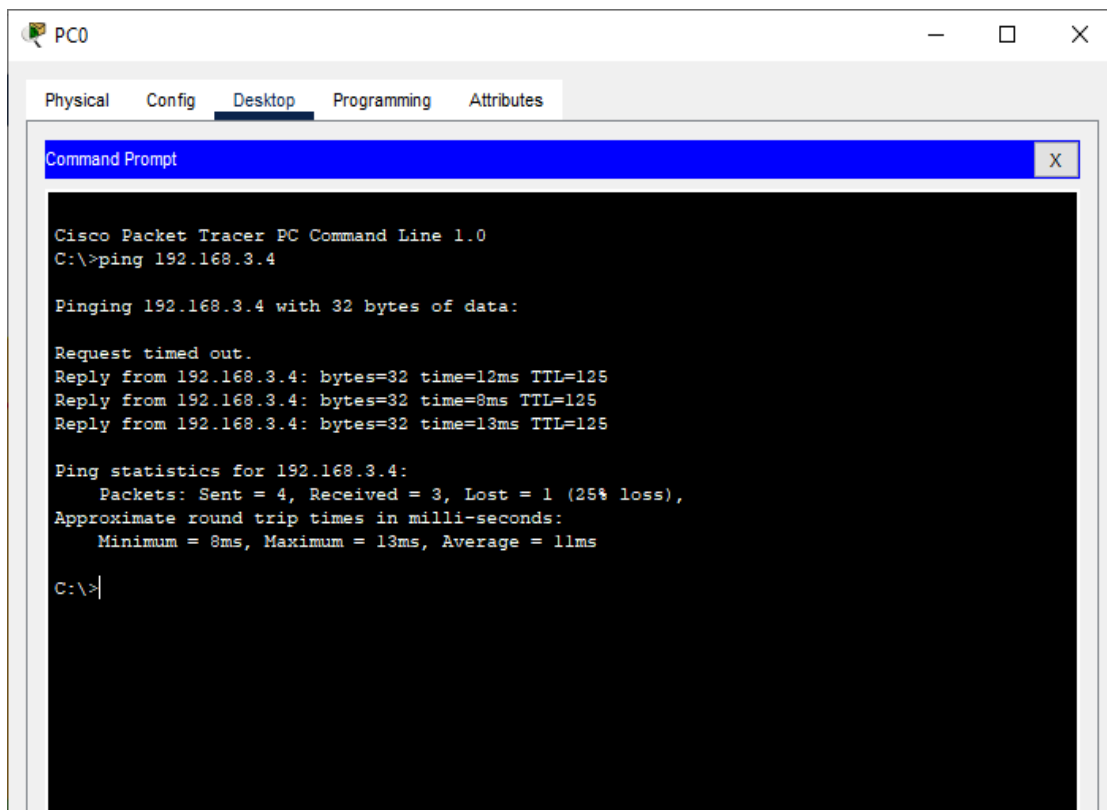 PC0
Physical Config Desktop Programming Attributes
Command Prompt X
Cisco Packet Tracer PC Command Line 1.0
C:\>ping 192.168.3.4
Pinging 192.168.3.4 with 32 bytes of data:
Request timed out.
Reply from 192.168.3.4: bytes=32 time=12ms TTL=125
Reply from 192.168.3.4: bytes=32 time=8ms TTL=125
Reply from 192.168.3.4: bytes=32 time=13ms TTL=125
Ping statistics for 192.168.3.4:
    Packets: Sent = 4, Received = 3, Lost = 1 (25% loss),
Approximate round trip times in milli-seconds:
    Minimum = 8ms, Maximum = 13ms, Average = 11ms
C:\>